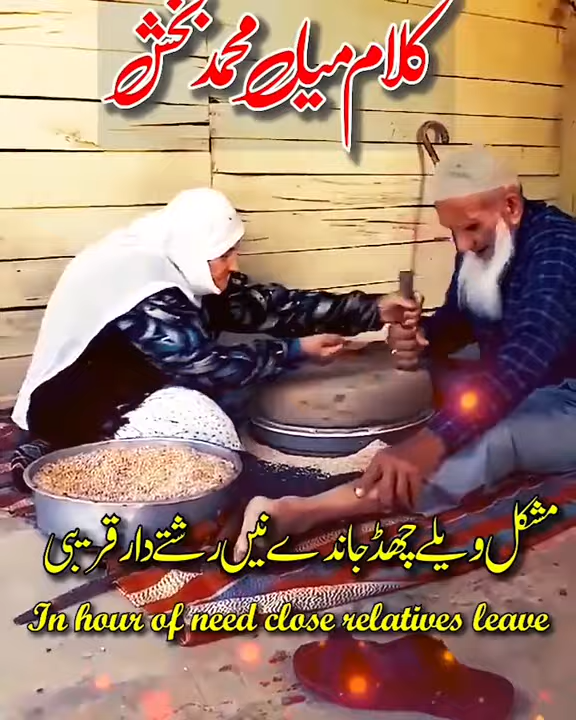 کلام میاں محمد بخش
مشکل ویلے چھڈ جاندے نیں رشتے دار قریبی
In hour of need close relatives leave